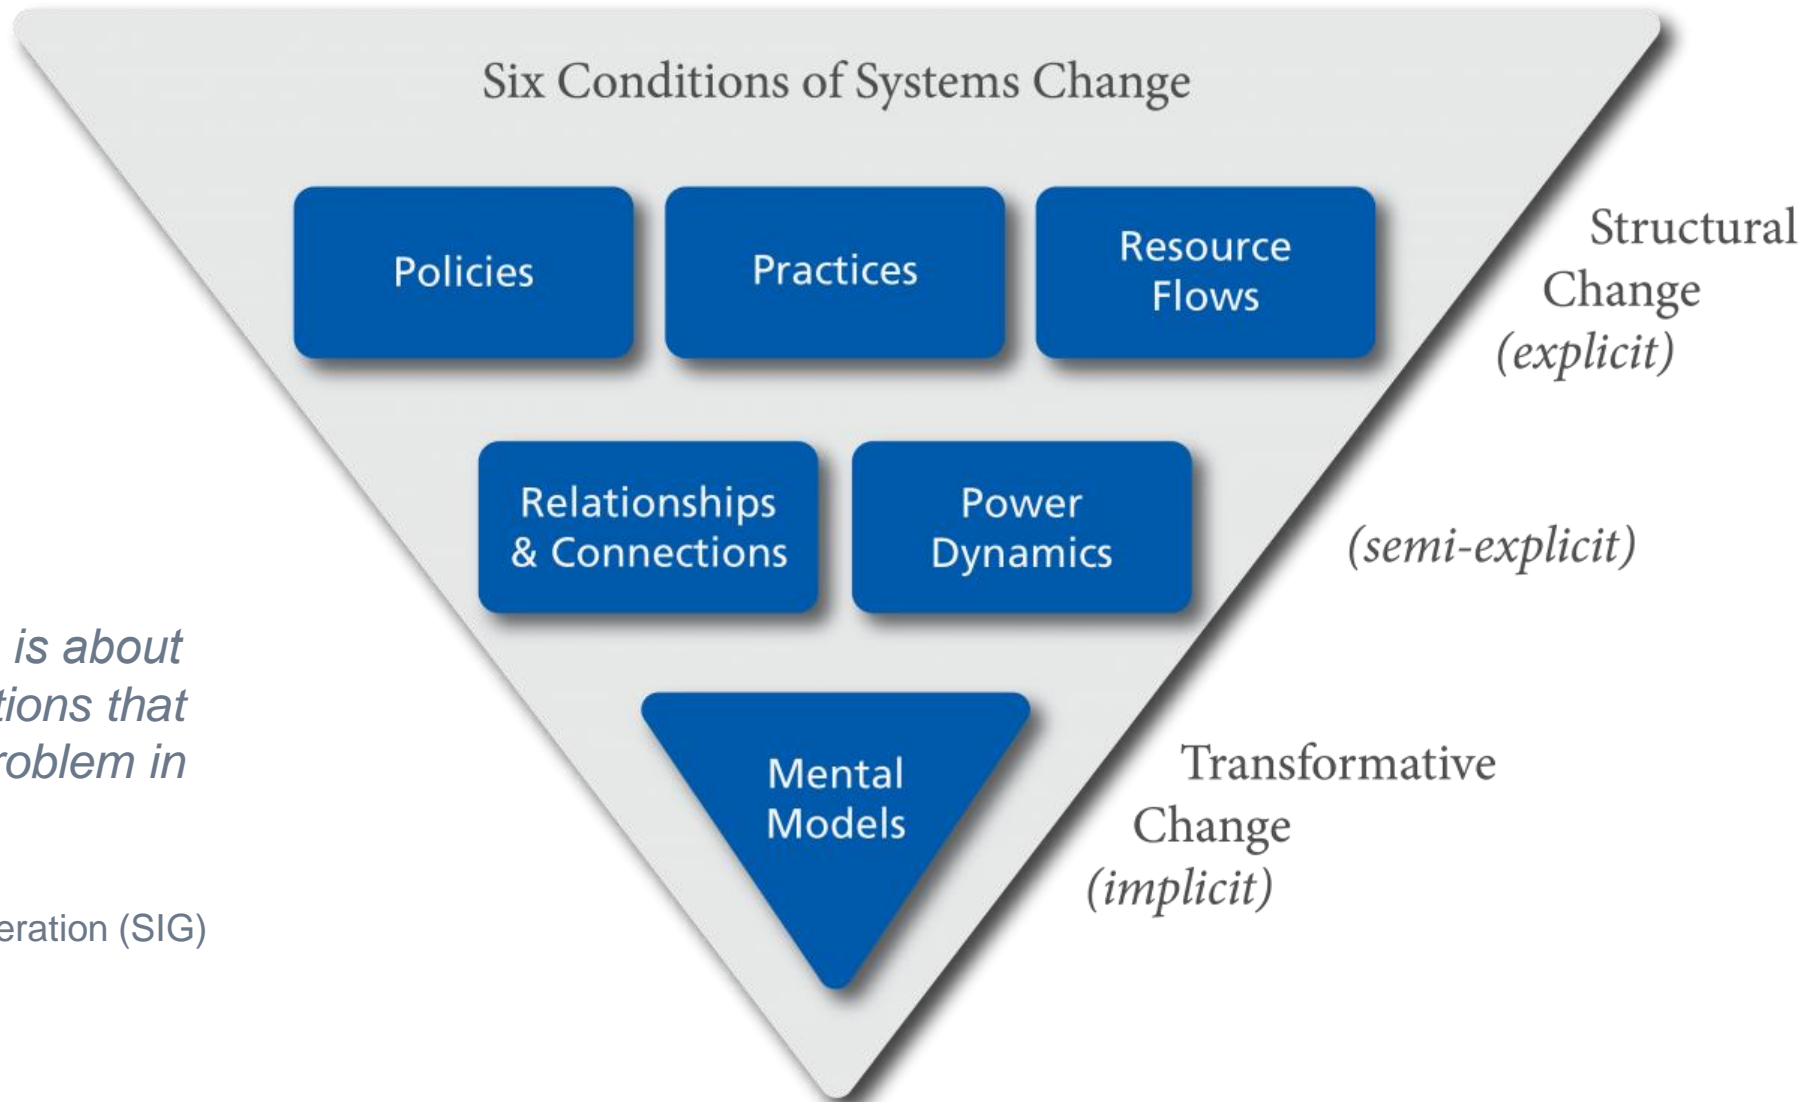 Six Conditions of Systems Change
Policies
Practices
Resource
Flows
Structural
Change
(explicit)
Relationships
& Connections
Power
Dynamics
(semi-explicit)
is about
tions that
roblem in
Mental
Models
Transformative
Change
(implicit)
eration (SIG)